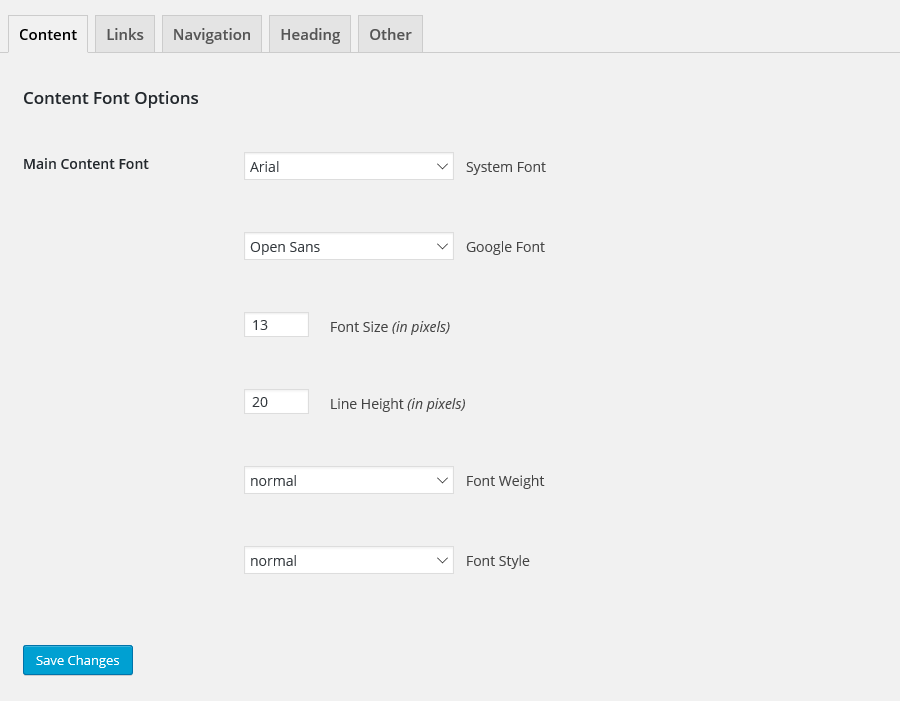 Content Links Navigation Heading Other
Content Font Options
Main Content Font Arial System Font
Open Sans Google Font
13 Font Size (in pixels)
20 Line Height (in pixels)
normal Font Weight
normal Font Style
Save Changes